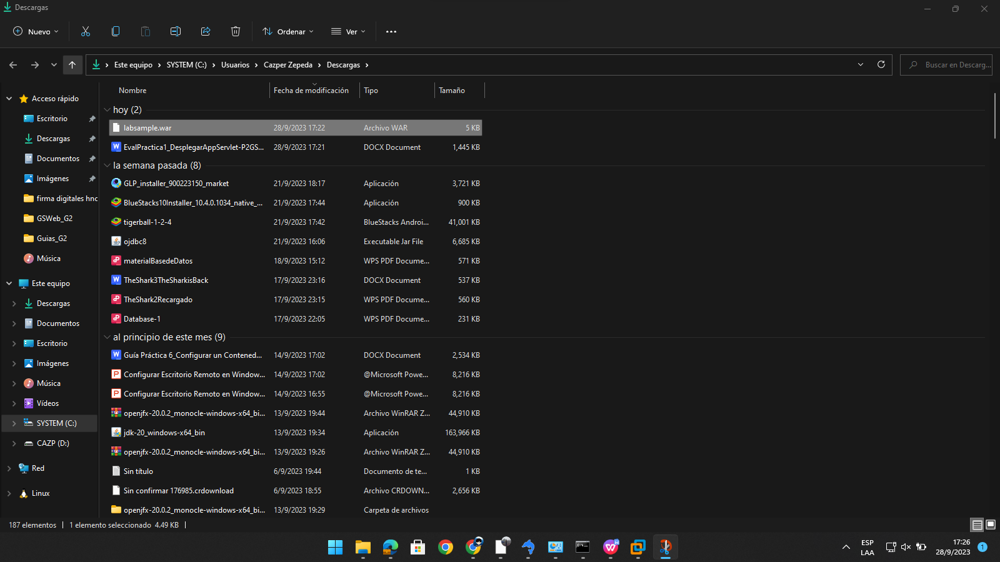 Descargas
Nuevo
Ordenar
Ver
Este equipo > SYSTEM (C:) > Usuarios > Cazper Zepeda > Descargas >
Buscar en Descarg...
Nombre Fecha de modificación Tipo Tamaño
Acceso rápido
Escritorio
Descargas
Documentos
Imágenes
firma digitales hnc
GSWeb_G2
Guias_G2
Música
Este equipo
Descargas
Documentos
Escritorio
Imágenes
Música
Vídeos
SYSTEM (C:)
CAZP (D:)
Red
Linux
hoy (2)
labsample.war 28/9/2023 17:22 Archivo WAR 5 KB
EvalPractica1_DesplegarAppServlet-P2GS... 28/9/2023 17:21 DOCX Document 1,445 KB
la semana pasada (8)
GLP_installer_900223150_market 21/9/2023 18:17 Aplicación 3,721 KB
BlueStacks10Installer_10.4.0.1034_native_... 21/9/2023 17:44 Aplicación 900 KB
tigerball-1-2-4 21/9/2023 17:42 BlueStacks Androi... 41,001 KB
ojdbc8 21/9/2023 16:06 Executable Jar File 6,685 KB
materialBasedeDatos 18/9/2023 15:12 WPS PDF Docume... 571 KB
TheShark3TheSharkisBack 17/9/2023 23:16 DOCX Document 537 KB
TheShark2Recargado 17/9/2023 23:15 WPS PDF Docume... 560 KB
Database-1 17/9/2023 22:05 WPS PDF Docume... 231 KB
al principio de este mes (9)
Guía Práctica 6_Configurar un Contened... 14/9/2023 17:02 DOCX Document 2,534 KB
Configurar Escritorio Remoto en Window... 14/9/2023 17:02 @Microsoft Powe... 8,216 KB
Configurar Escritorio Remoto en Window... 14/9/2023 16:55 @Microsoft Powe... 8,216 KB
openjfx-20.0.2_monocle-windows-x64_bi... 13/9/2023 19:44 Archivo WinRAR Z... 44,910 KB
jdk-20_windows-x64_bin 13/9/2023 19:34 Aplicación 163,966 KB
openjfx-20.0.2_monocle-windows-x64_bi... 13/9/2023 19:26 Archivo WinRAR Z... 44,910 KB
Sin título 6/9/2023 19:44 Documento de te... 1 KB
Sin confirmar 176985.crdownload 6/9/2023 18:55 Archivo CRDOWN... 2,656 KB
openjfx-20.0.2_monocle-windows-x64_bi... 13/9/2023 19:29 Carpeta de archivos
187 elementos | 1 elemento seleccionado 4.49 KB |
ESP
LAA
17:26
28/9/2023
1